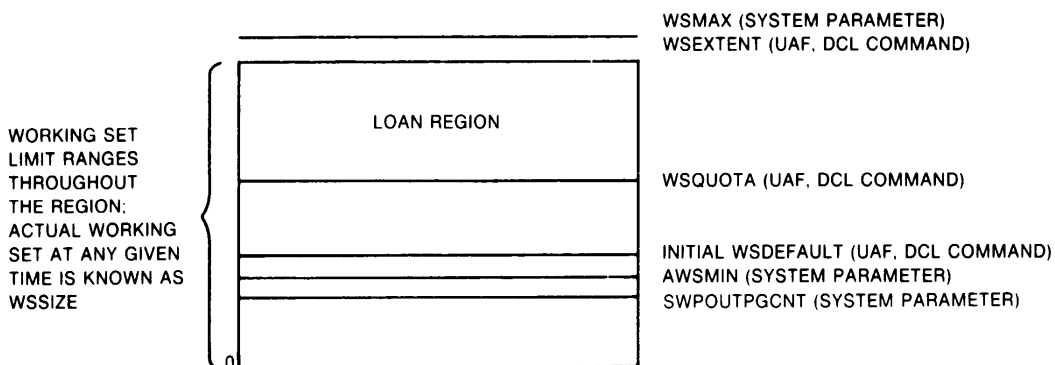 WSMAX (SYSTEM PARAMETER)
WSEXTENT (UAF, DCL COMMAND)
LOAN REGION
WORKING SET
LIMIT RANGES
THROUGHOUT
THE REGION;
ACTUAL WORKING
SET AT ANY GIVEN
TIME IS KNOWN AS
WSSIZE
WSQUOTA (UAF, DCL COMMAND)
INITIAL WSDEFAULT (UAF, DCL COMMAND)
AWSMIN (SYSTEM PARAMETER)
SWPOUTPGCNT (SYSTEM PARAMETER)
0